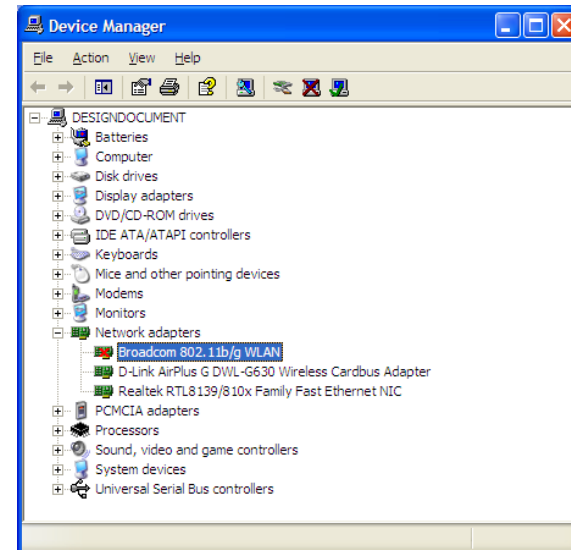 Device Manager
File Action View Help
DESIGNDOCUMENT
Batteries
Computer
Disk drives
Display adapters
DVD/CD-ROM drives
IDE ATA/ATAPI controllers
Keyboards
Mice and other pointing devices
Modems
Monitors
Network adapters
Broadcom 802.11b/g WLAN
D-Link AirPlus G DWL-G630 Wireless Cardbus Adapter
Realtek RTL8139/810x Family Fast Ethernet NIC
PCMCIA adapters
Processors
Sound, video and game controllers
System devices
Universal Serial Bus controllers